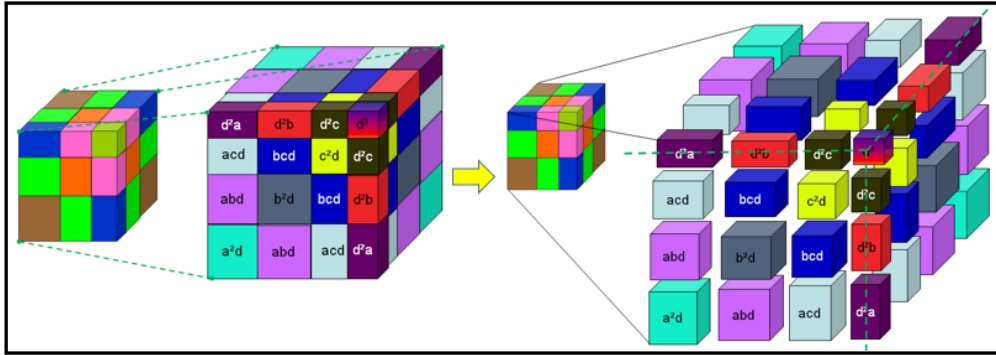 d²a d²b d²c d³
acd bcd c²d d²c
abd b²d bcd d²b
a²d abd acd d²a
d²a d²b d²c d³
acd bcd c²d d²c
abd b²d bcd d²b
a²d abd acd d²a